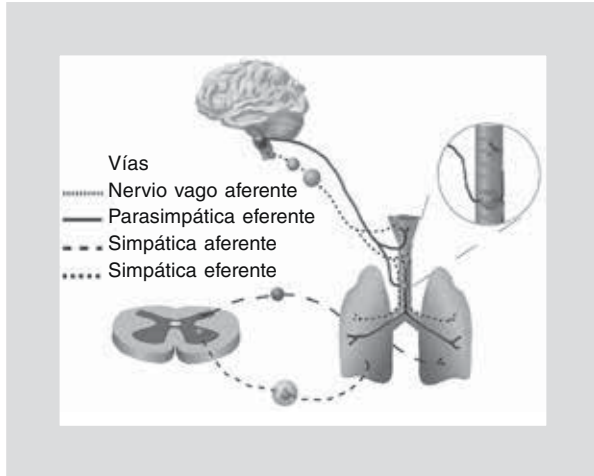 Vías
Nervio vago aferente
Parasimpática eferente
Simpática aferente
Simpática eferente